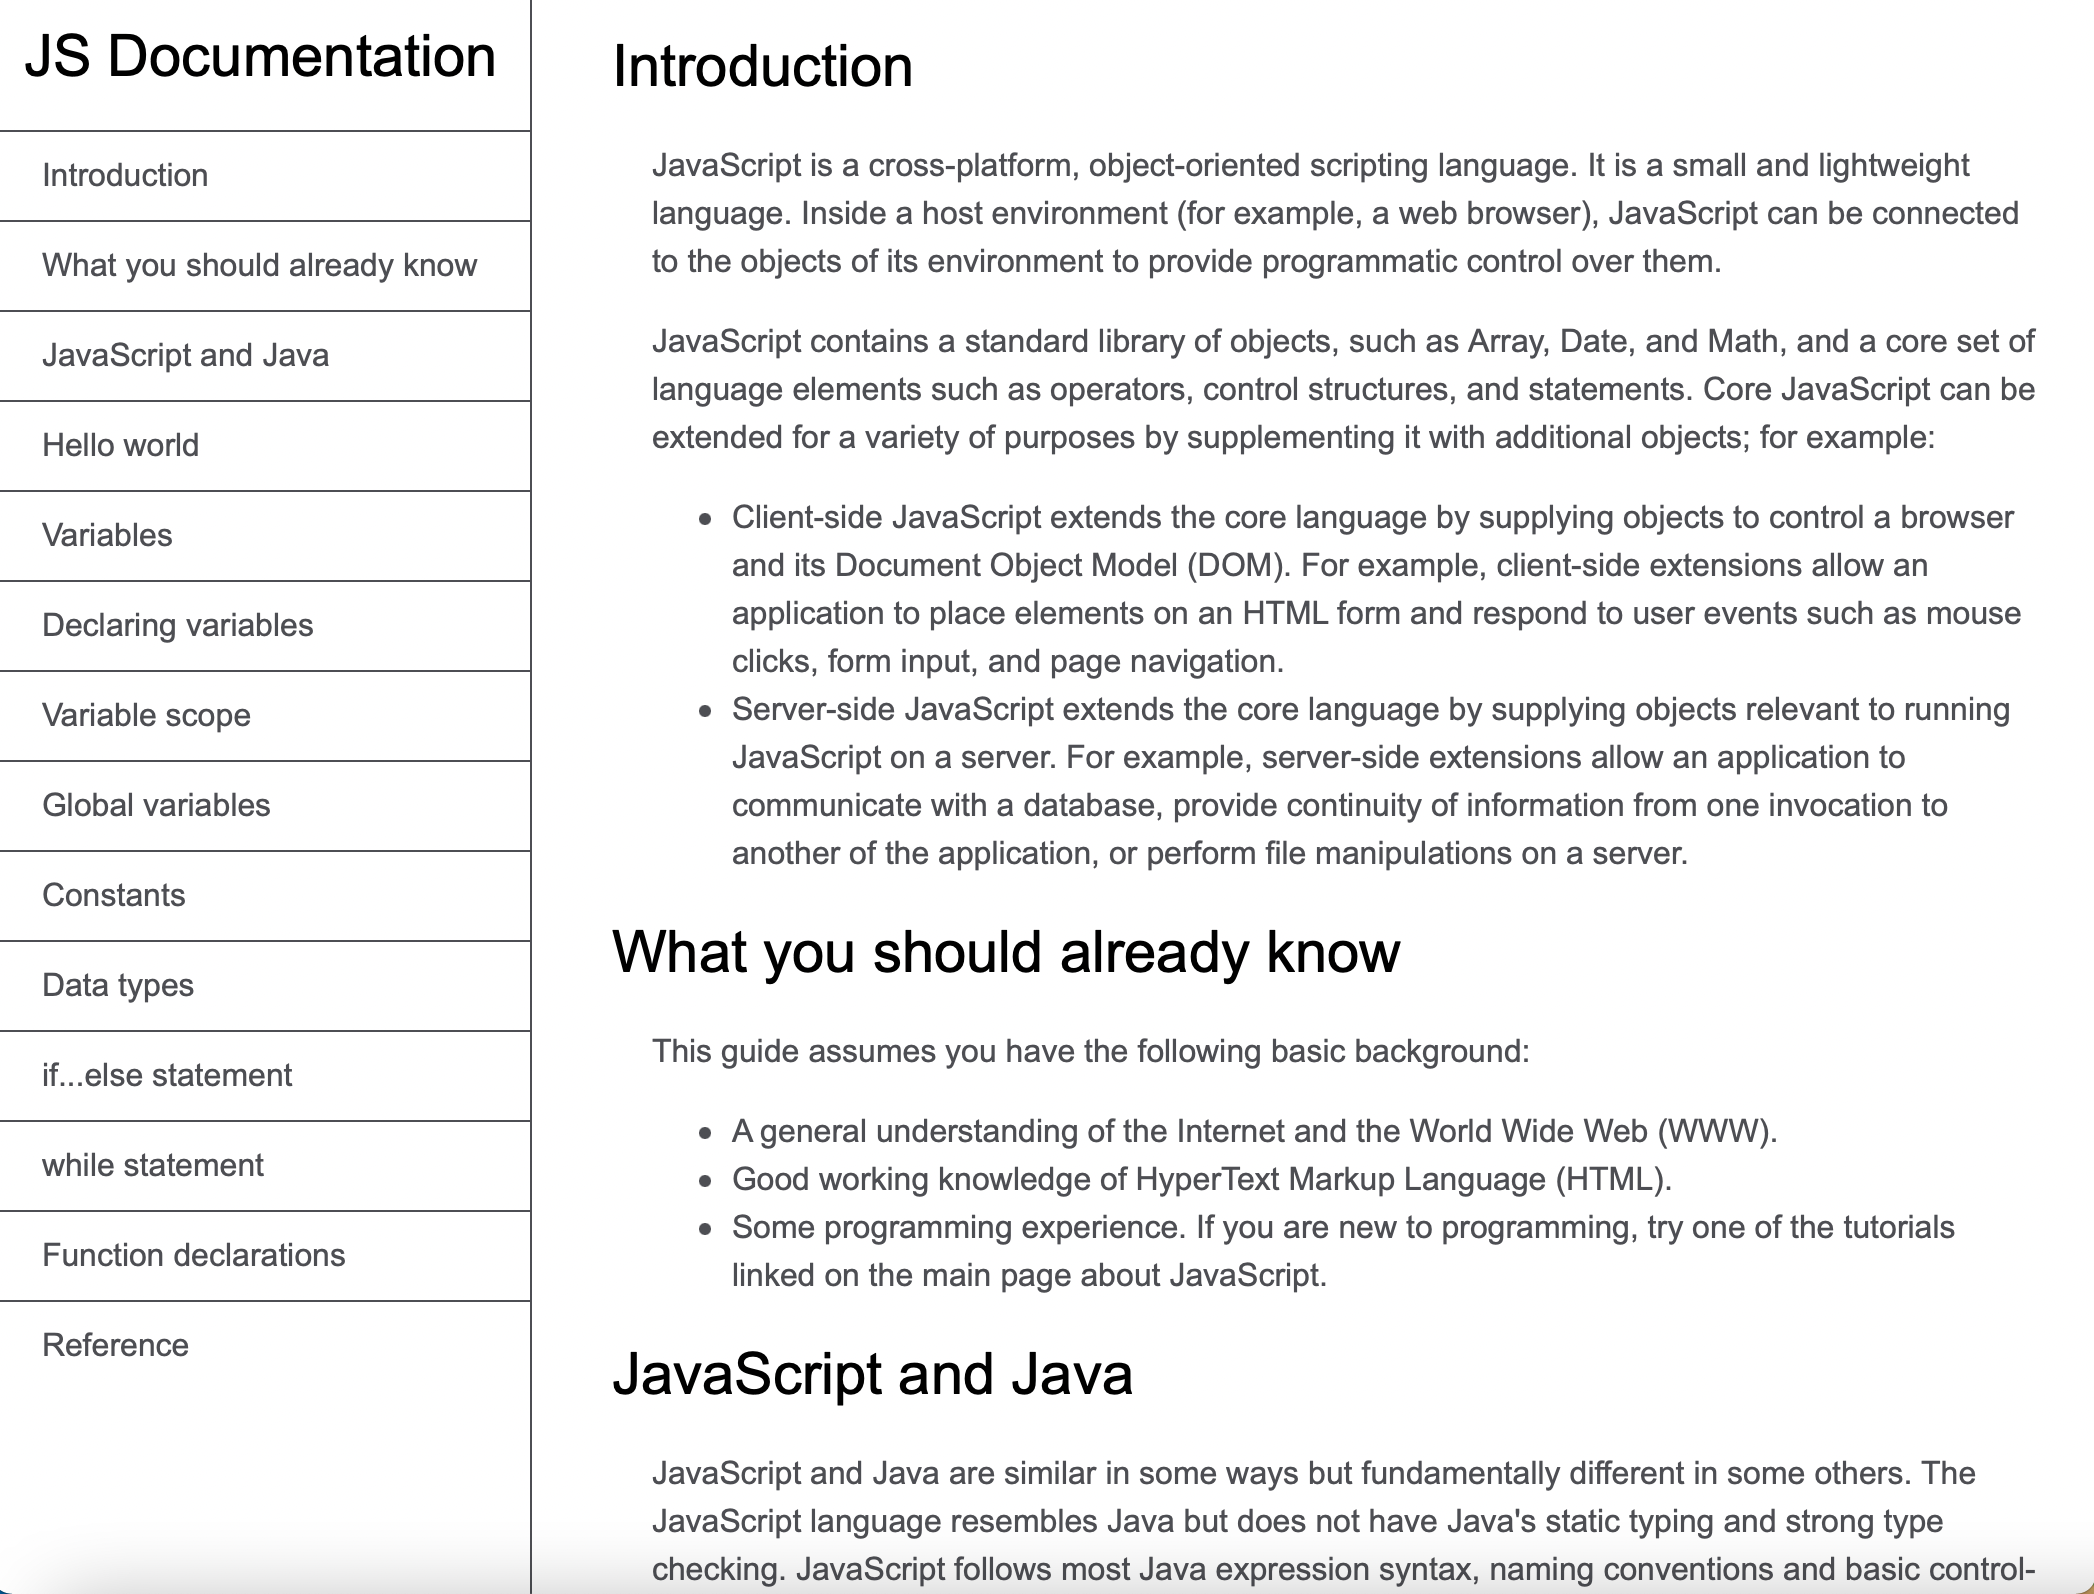 JS Documentation
Introduction
What you should already know
JavaScript and Java
Hello world
Variables
Declaring variables
Variable scope
Global variables
Constants
Data types
if...else statement
while statement
Function declarations
Reference
Introduction
JavaScript is a cross-platform, object-oriented scripting language. It is a small and lightweight
language. Inside a host environment (for example, a web browser), JavaScript can be connected
to the objects of its environment to provide programmatic control over them.
JavaScript contains a standard library of objects, such as Array, Date, and Math, and a core set of
language elements such as operators, control structures, and statements. Core JavaScript can be
extended for a variety of purposes by supplementing it with additional objects; for example:
• Client-side JavaScript extends the core language by supplying objects to control a browser
and its Document Object Model (DOM). For example, client-side extensions allow an
application to place elements on an HTML form and respond to user events such as mouse
clicks, form input, and page navigation.
• Server-side JavaScript extends the core language by supplying objects relevant to running
JavaScript on a server. For example, server-side extensions allow an application to
communicate with a database, provide continuity of information from one invocation to
another of the application, or perform file manipulations on a server.
What you should already know
This guide assumes you have the following basic background:
• A general understanding of the Internet and the World Wide Web (WWW).
• Good working knowledge of HyperText Markup Language (HTML).
• Some programming experience. If you are new to programming, try one of the tutorials
linked on the main page about JavaScript.
JavaScript and Java
JavaScript and Java are similar in some ways but fundamentally different in some others. The
JavaScript language resembles Java but does not have Java's static typing and strong type
checking. JavaScript follows most Java expression syntax, naming conventions and basic control-